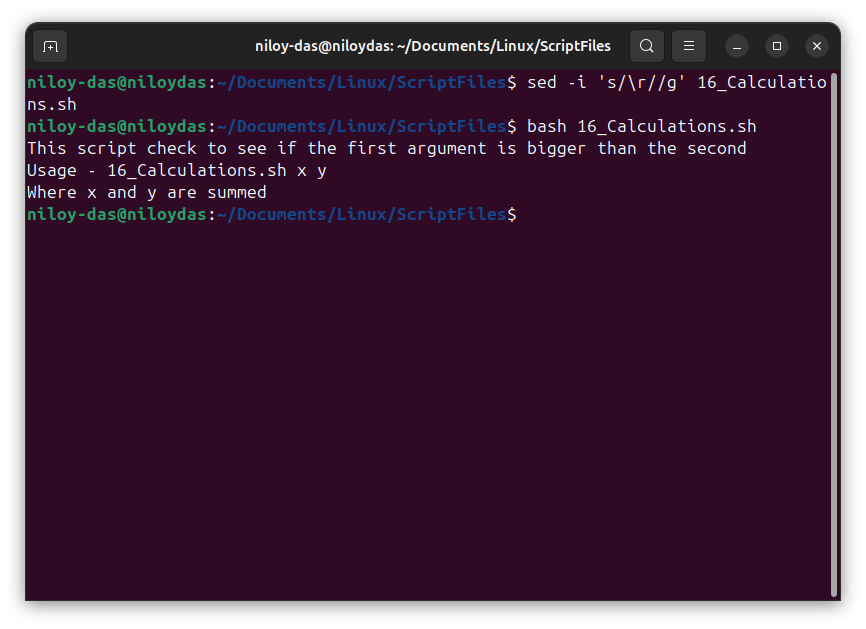 niloy-das@niloydas: ~/Documents/Linux/ScriptFiles
niloy-das@niloydas:~/Documents/Linux/ScriptFiles$ sed -i 's/\r//g' 16_Calculatio
ns.sh
niloy-das@niloydas:~/Documents/Linux/ScriptFiles$ bash 16_Calculations.sh
This script check to see if the first argument is bigger than the second
Usage - 16_Calculations.sh x y
Where x and y are summed
niloy-das@niloydas:~/Documents/Linux/ScriptFiles$